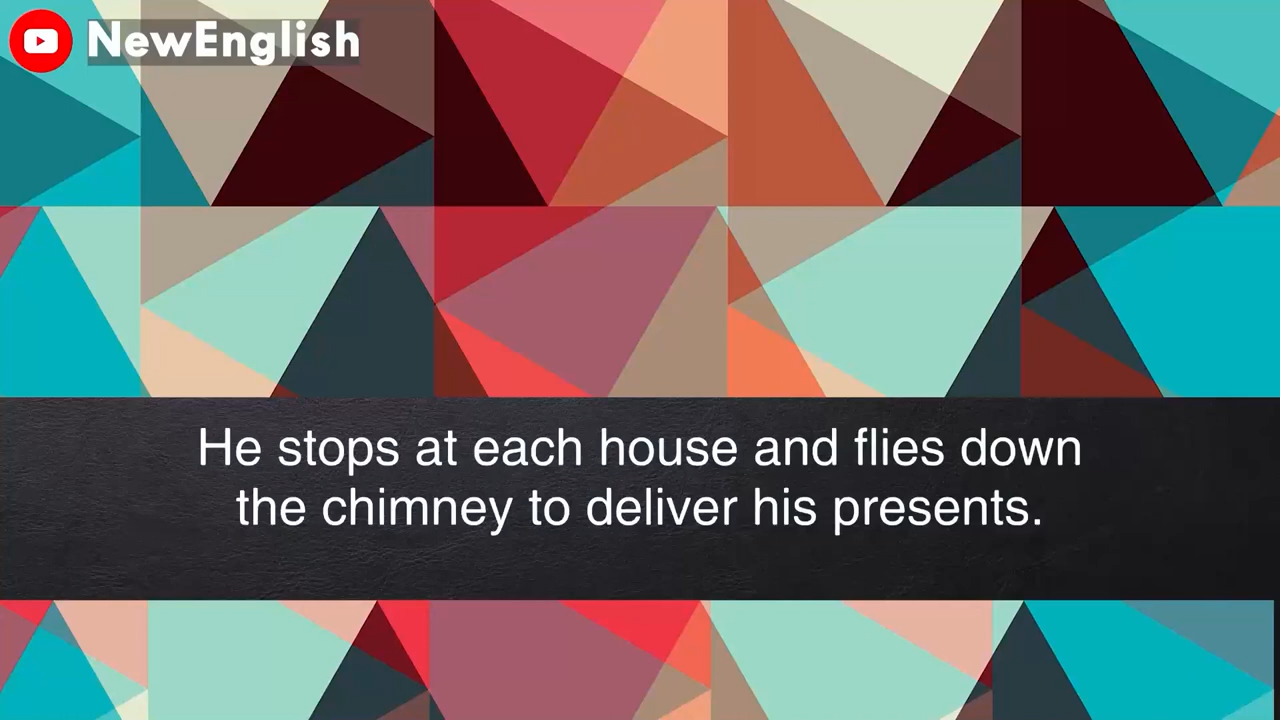 NewEnglish
He stops at each house and flies down
the chimney to deliver his presents.